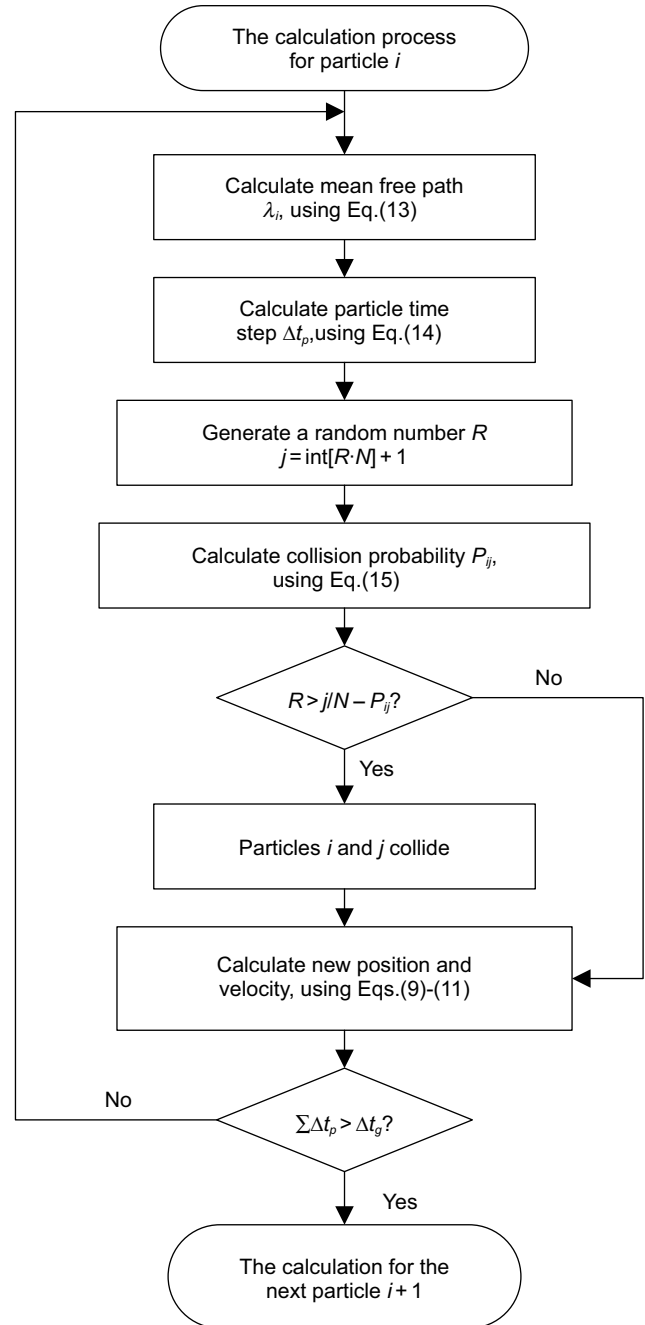 The calculation process
for particle i
Calculate mean free path
λi, using Eq.(13)
Calculate particle time
step Δtp,using Eq.(14)
Generate a random number R
j = int[R·N] + 1
Calculate collision probability Pij,
using Eq.(15)
R > j/N – Pij?
No
Yes
Particles i and j collide
Calculate new position and
velocity, using Eqs.(9)-(11)
No
∑Δtp > Δtg?
Yes
The calculation for the
next particle i + 1